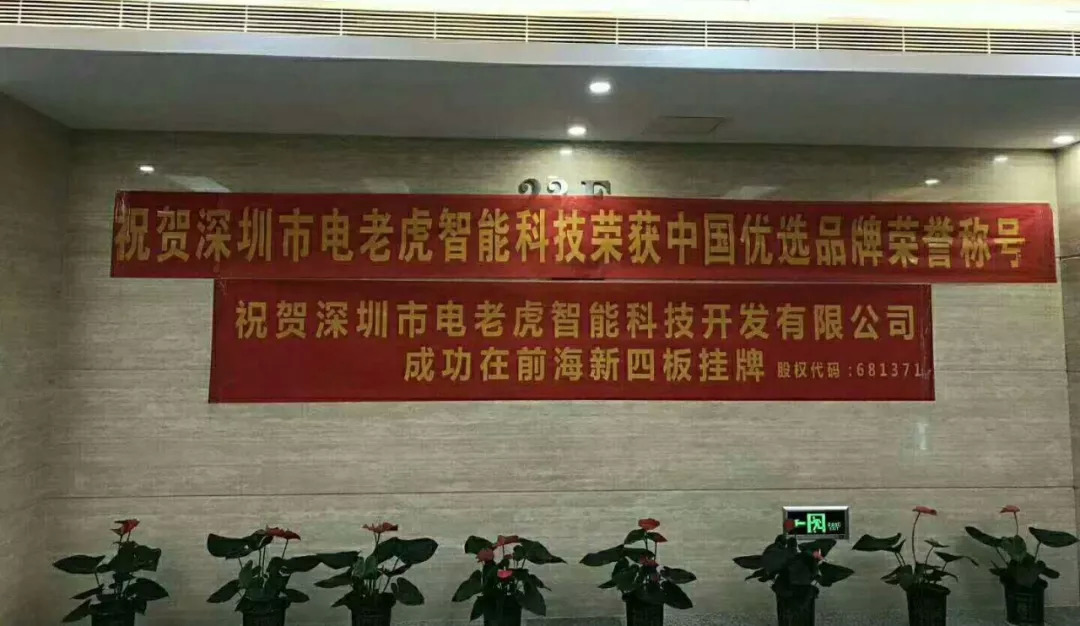 23F
祝贺深圳市电老虎智能科技荣获中国优选品牌荣誉称号
祝贺深圳市电老虎智能科技开发有限公司
成功在前海新四板挂牌 股权代码:681371